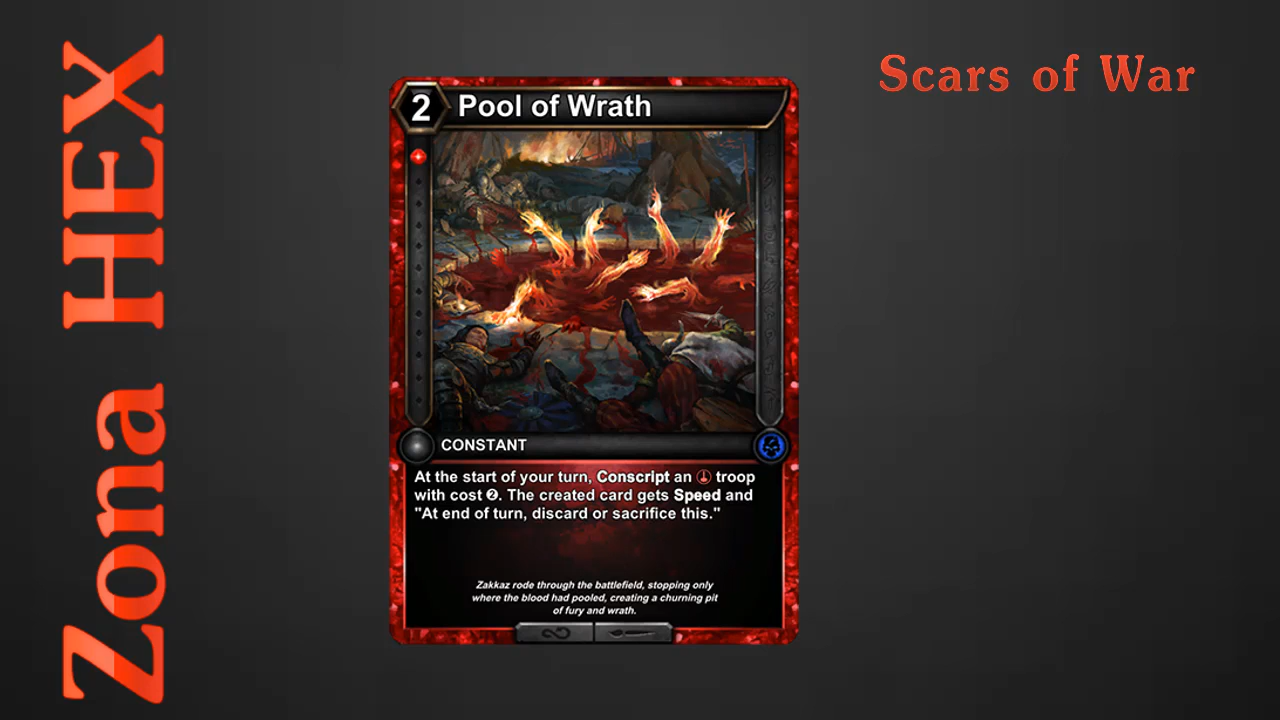 Zona HEX
Scars of War
2 Pool of Wrath
CONSTANT
At the start of your turn, Conscript an troop
with cost ❷. The created card gets Speed and
"At end of turn, discard or sacrifice this."
Zakkaz rode through the battlefield, stopping only
where the blood had pooled, creating a churning pit
of fury and wrath.